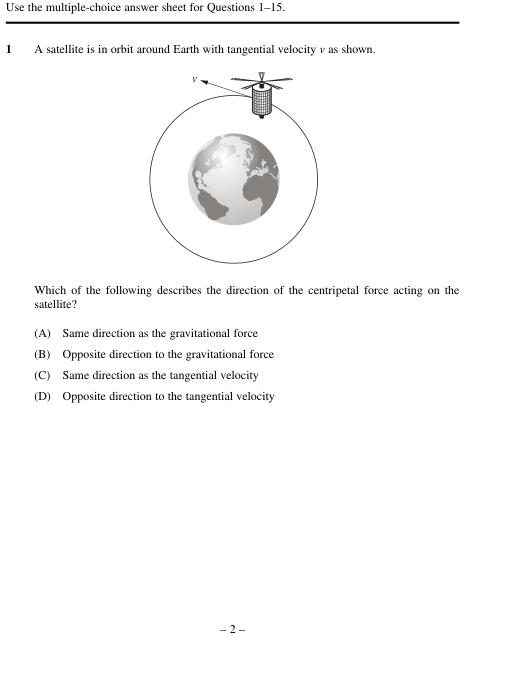 Use the multiple-choice answer sheet for Questions 1–15.
1 A satellite is in orbit around Earth with tangential velocity v as shown.
v
Which of the following describes the direction of the centripetal force acting on the
satellite?
(A) Same direction as the gravitational force
(B) Opposite direction to the gravitational force
(C) Same direction as the tangential velocity
(D) Opposite direction to the tangential velocity
– 2 –